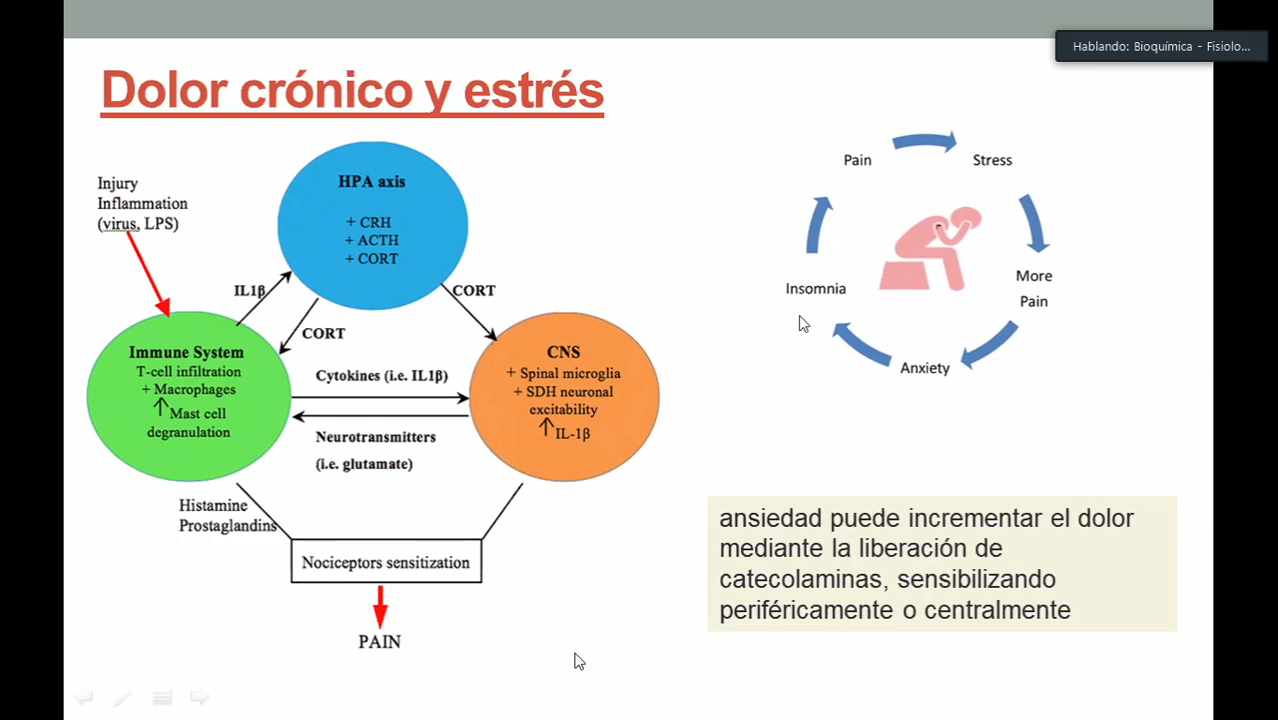 Hablando: Bioquímica - Fisiolo...
Dolor crónico y estrés
Injury
Inflammation
(virus, LPS)
HPA axis
+ CRH
+ ACTH
+ CORT
IL1β
CORT
CORT
Immune System
T-cell infiltration
+ Macrophages
↑ Mast cell
degranulation
Cytokines (i.e. IL1β)
Neurotransmitters
(i.e. glutamate)
CNS
+ Spinal microglia
+ SDH neuronal
excitability
↑ IL-1β
Histamine
Prostaglandins
Nociceptors sensitization
PAIN
Pain
Stress
More
Pain
Anxiety
Insomnia
ansiedad puede incrementar el dolor
mediante la liberación de
catecolaminas, sensibilizando
periféricamente o centralmente